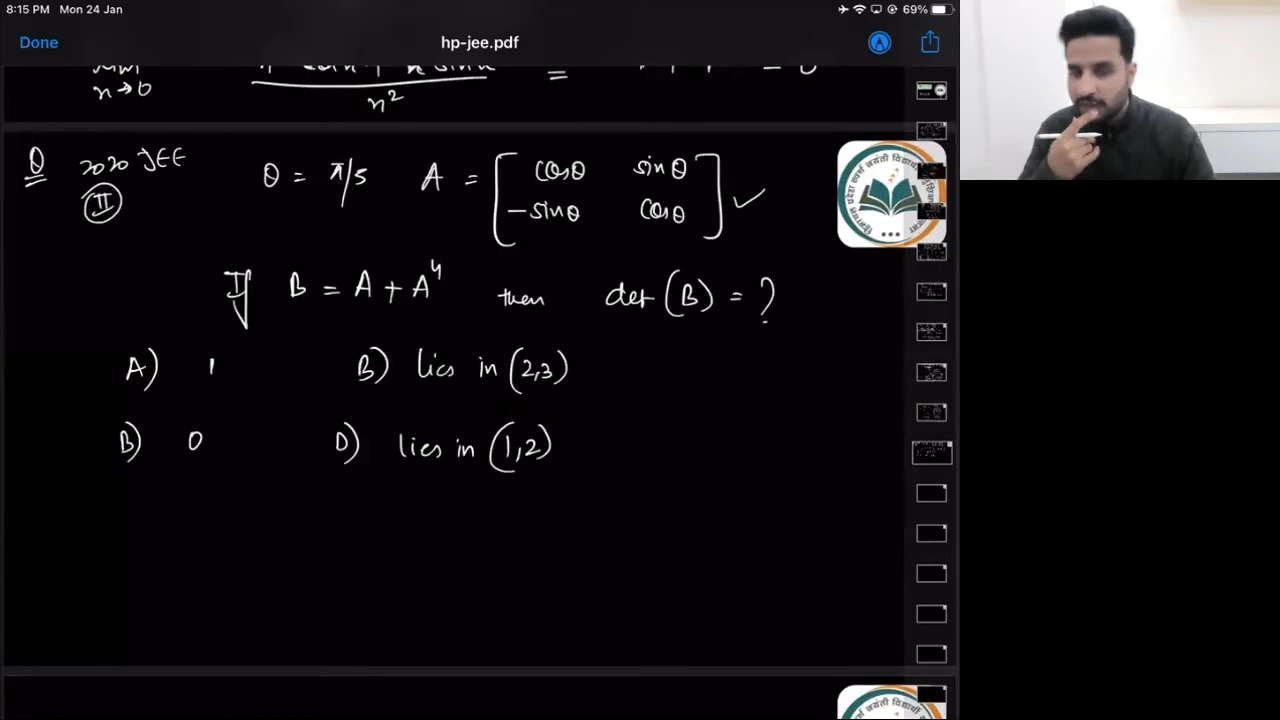 8:15 PM Mon 24 Jan
69%
Done
hp-jee.pdf
n→0
n²
=
Q 2020 JEE
II
θ = π/5 A = [cosθ sinθ
-sinθ cosθ] ✓
If B = A + A⁴ then det (B) = ?
A) 1 B) lies in (2,3)
B) 0 D) lies in (1,2)